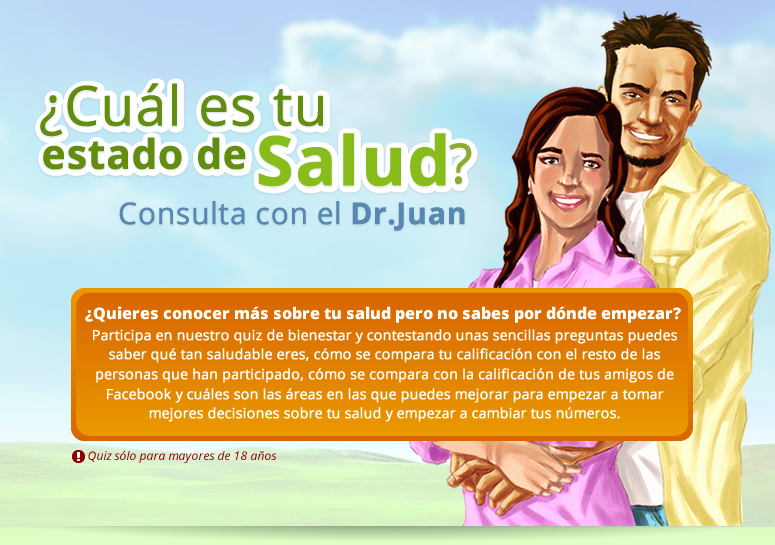 ¿Cuál es tu
estado de Salud?
Consulta con el Dr.Juan
¿Quieres conocer más sobre tu salud pero no sabes por dónde empezar?
Participa en nuestro quiz de bienestar y contestando unas sencillas preguntas puedes
saber qué tan saludable eres, cómo se compara tu calificación con el resto de las
personas que han participado, cómo se compara con la calificación de tus amigos de
Facebook y cuáles son las áreas en las que puedes mejorar para empezar a tomar
mejores decisiones sobre tu salud y empezar a cambiar tus números.
! Quiz sólo para mayores de 18 años